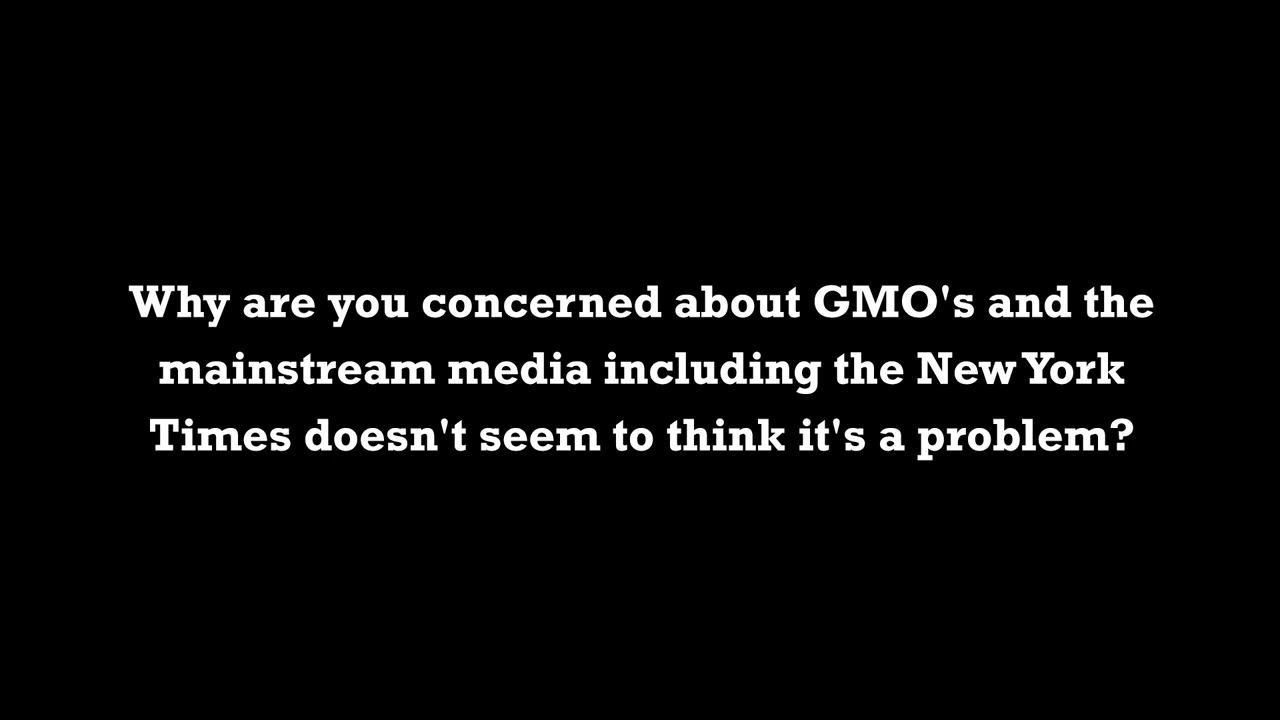 Why are you concerned about GMO's and the
mainstream media including the New York
Times doesn't seem to think it's a problem?